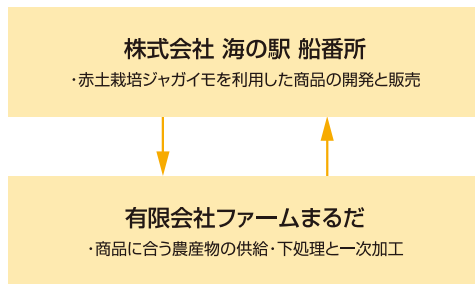 株式会社 海の駅 船番所
・赤土栽培ジャガイモを利用した商品の開発と販売
有限会社ファームまるだ
・商品に合う農産物の供給・下処理と一次加工